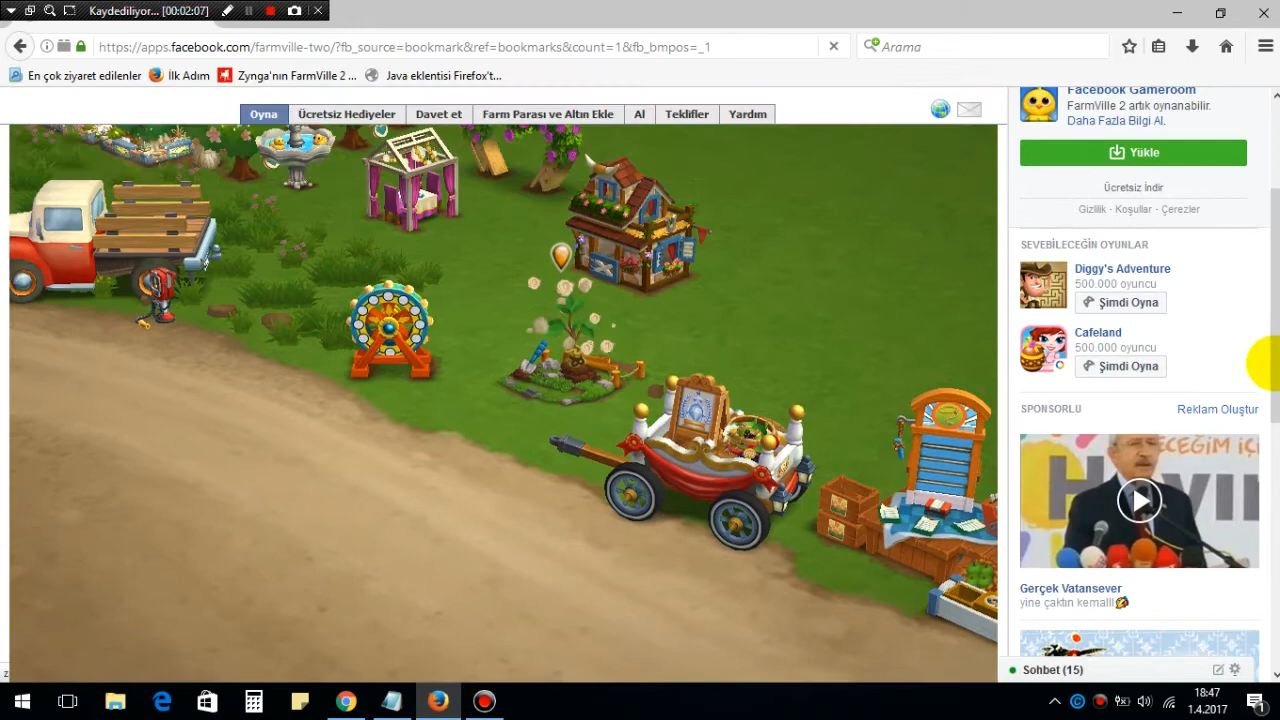 Kaydediliyor... [00:02:07]
https://apps.facebook.com/farmville-two/?fb_source=bookmark&ref=bookmarks&count=1&fb_bmpos=_1
Arama
En çok ziyaret edilenler
İlk Adım
Zynga'nın FarmVille 2 ...
Java eklentisi Firefox't...
Oyna
Ücretsiz Hediyeler
Davet et
Farm Parası ve Altın Ekle
Al
Teklifler
Yardım
Facebook Gameroom
FarmVille 2 artık oynanabilir.
Daha Fazla Bilgi Al.
Yükle
Ücretsiz İndir
Gizlilik - Koşullar - Çerezler
SEVEBİLECEĞİN OYUNLAR
Diggy's Adventure
500.000 oyuncu
Şimdi Oyna
Cafeland
500.000 oyuncu
Şimdi Oyna
SPONSORLU
Reklam Oluştur
ECEĞİM İÇİ
Gerçek Vatansever
yine çaktın kemalll
Sohbet (15)
18:47
1.4.2017
1